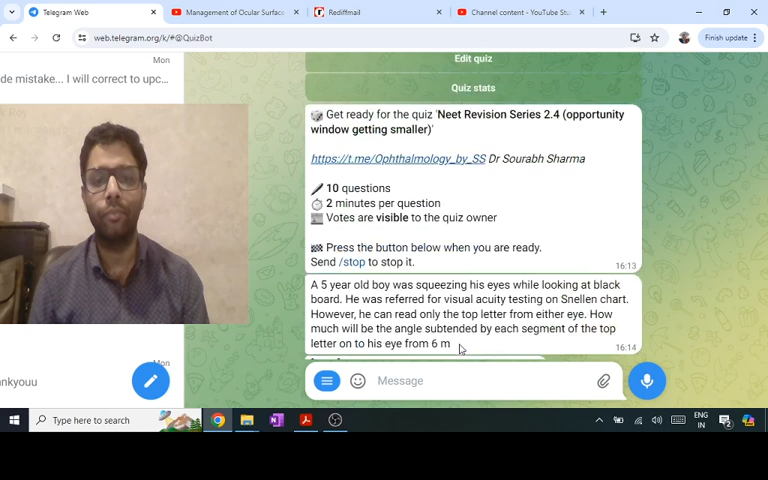 Telegram Web
Management of Ocular Surface
Rediffmail
Channel content - YouTube Stu
web.telegram.org/k/#@QuizBot
Finish update
Mon
de mistake... I will correct to upc...
Edit quiz
Quiz stats
Get ready for the quiz 'Neet Revision Series 2.4 (opportunity
window getting smaller)'
https://t.me/Ophthalmology_by_SS Dr Sourabh Sharma
10 questions
2 minutes per question
Votes are visible to the quiz owner
Press the button below when you are ready.
Send /stop to stop it.
16:13
A 5 year old boy was squeezing his eyes while looking at black
board. He was referred for visual acuity testing on Snellen chart.
However, he can read only the top letter from either eye. How
much will be the angle subtended by each segment of the top
letter on to his eye from 6 m
16:14
Mon
ankyouu
Message
Type here to search
ENG
IN
2